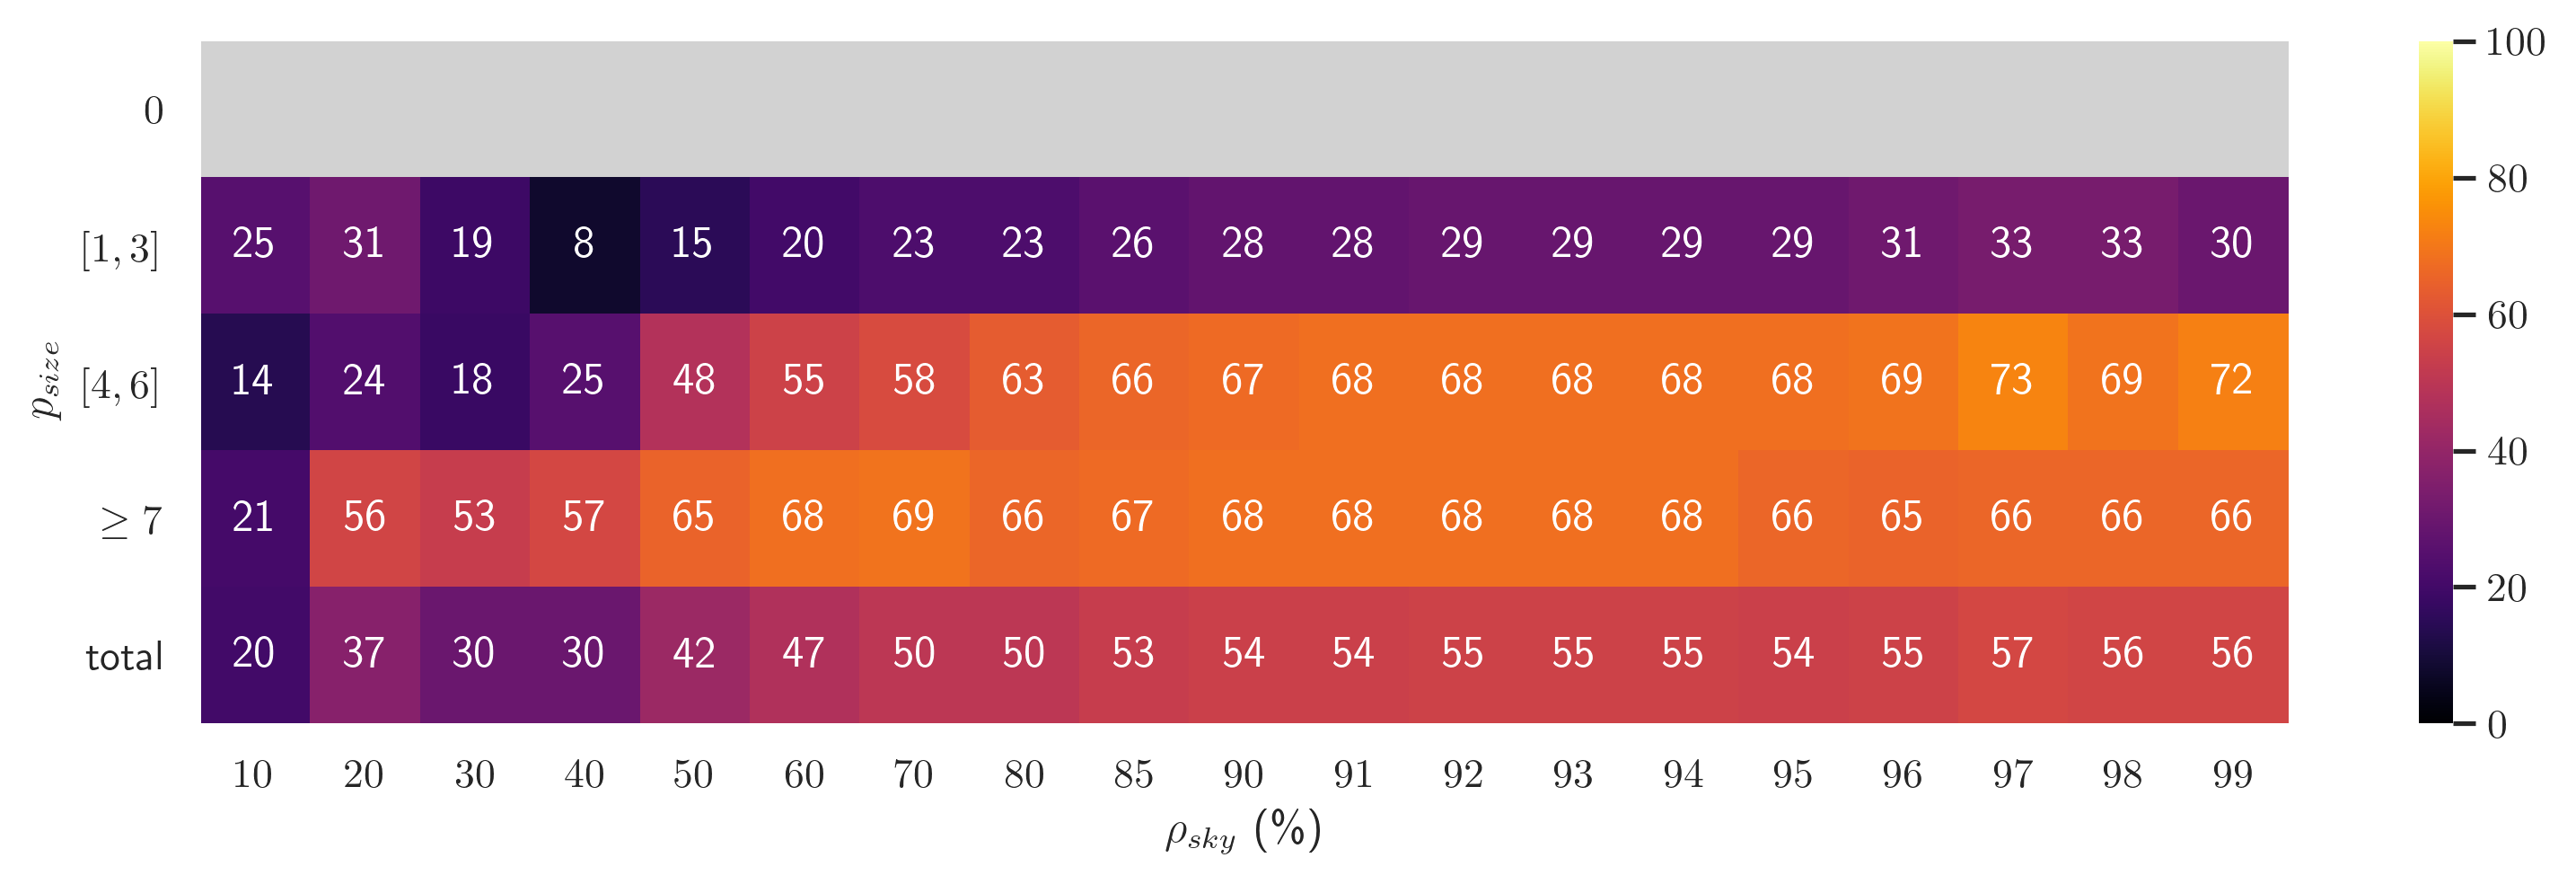 0
[1, 3] 25 31 19 8 15 20 23 23 26 28 28 29 29 29 29 31 33 33 30
[4, 6] 14 24 18 25 48 55 58 63 66 67 68 68 68 68 68 69 73 69 72
≥ 7 21 56 53 57 65 68 69 66 67 68 68 68 68 68 66 65 66 66 66
total 20 37 30 30 42 47 50 50 53 54 54 55 55 55 54 55 57 56 56
10 20 30 40 50 60 70 80 85 90 91 92 93 94 95 96 97 98 99
ρsky (%)
psize
100
80
60
40
20
0